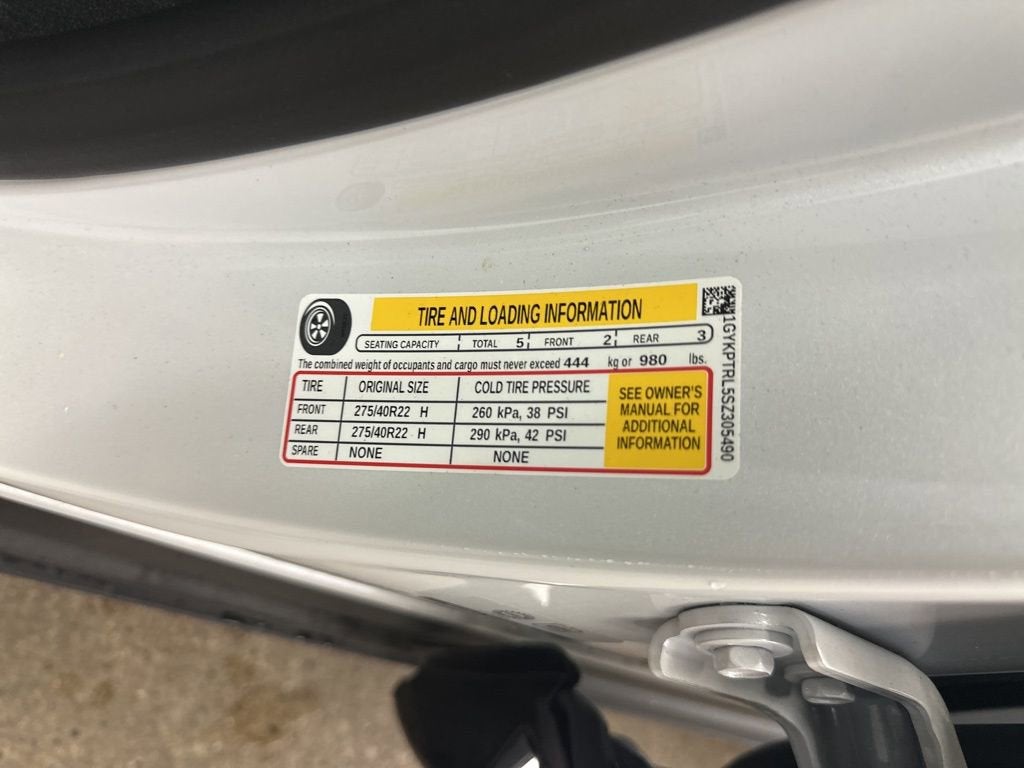 TIRE AND LOADING INFORMATION
SEATING CAPACITY TOTAL 5 FRONT 2 REAR 3
The combined weight of occupants and cargo must never exceed 444 kg or 980 lbs.
TIRE ORIGINAL SIZE COLD TIRE PRESSURE
FRONT 275/40R22 H 260 kPa, 38 PSI
REAR 275/40R22 H 290 kPa, 42 PSI
SPARE NONE NONE
SEE OWNER'S
MANUAL FOR
ADDITIONAL
INFORMATION
1GYKPTRL5SZ305490